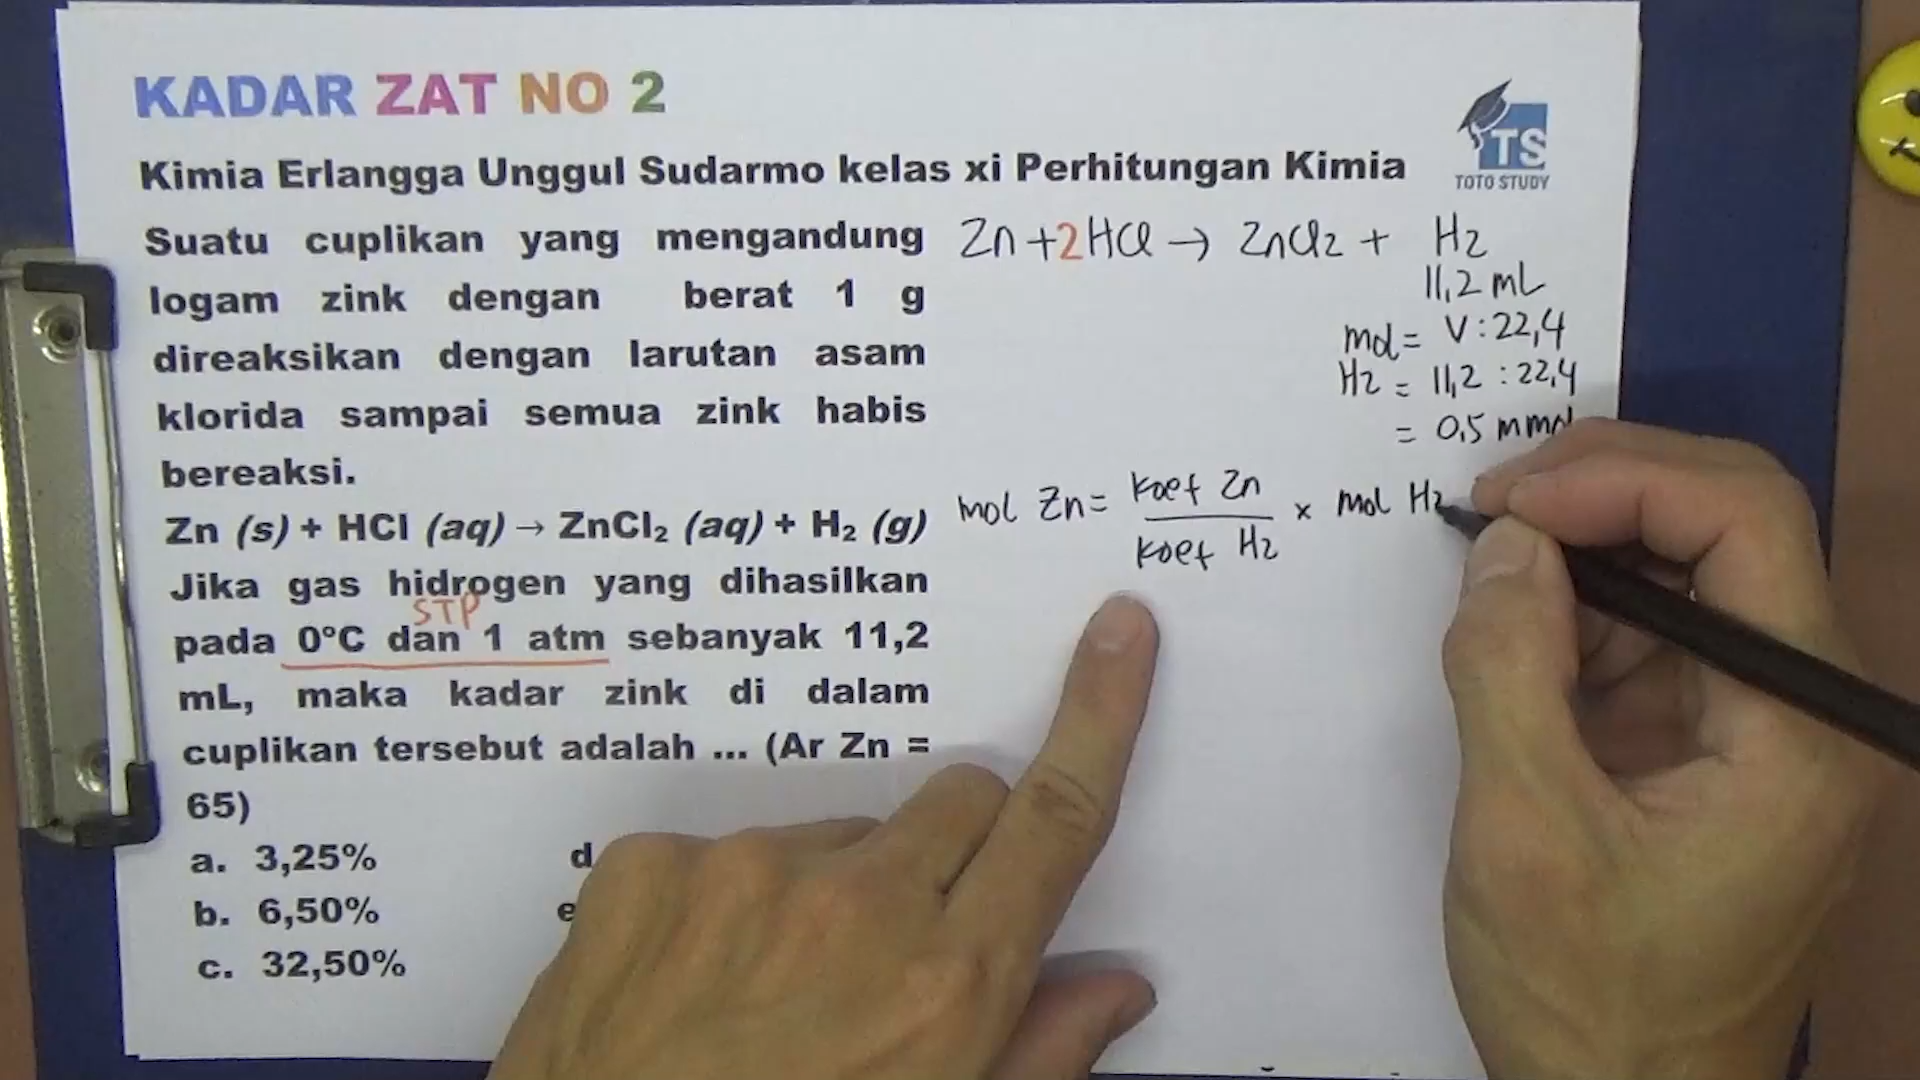 KADAR ZAT NO 2
TS
TOTO STUDY
Kimia Erlangga Unggul Sudarmo kelas xi Perhitungan Kimia
Suatu cuplikan yang mengandung
logam zink dengan berat 1 g
direaksikan dengan larutan asam
klorida sampai semua zink habis
bereaksi.
Zn (s) + HCl (aq) → ZnCl₂ (aq) + H₂ (g)
Jika gas hidrogen yang dihasilkan
STP
pada 0°C dan 1 atm sebanyak 11,2
mL, maka kadar zink di dalam
cuplikan tersebut adalah ... (Ar Zn =
65)
a. 3,25%
b. 6,50%
c. 32,50%
d
e
Zn + 2HCl → ZnCl2 + H2
11,2 mL
mol = V : 22,4
H2 = 11,2 : 22,4
= 0,5 mmol
mol Zn = koef Zn × mol H2
koef H2